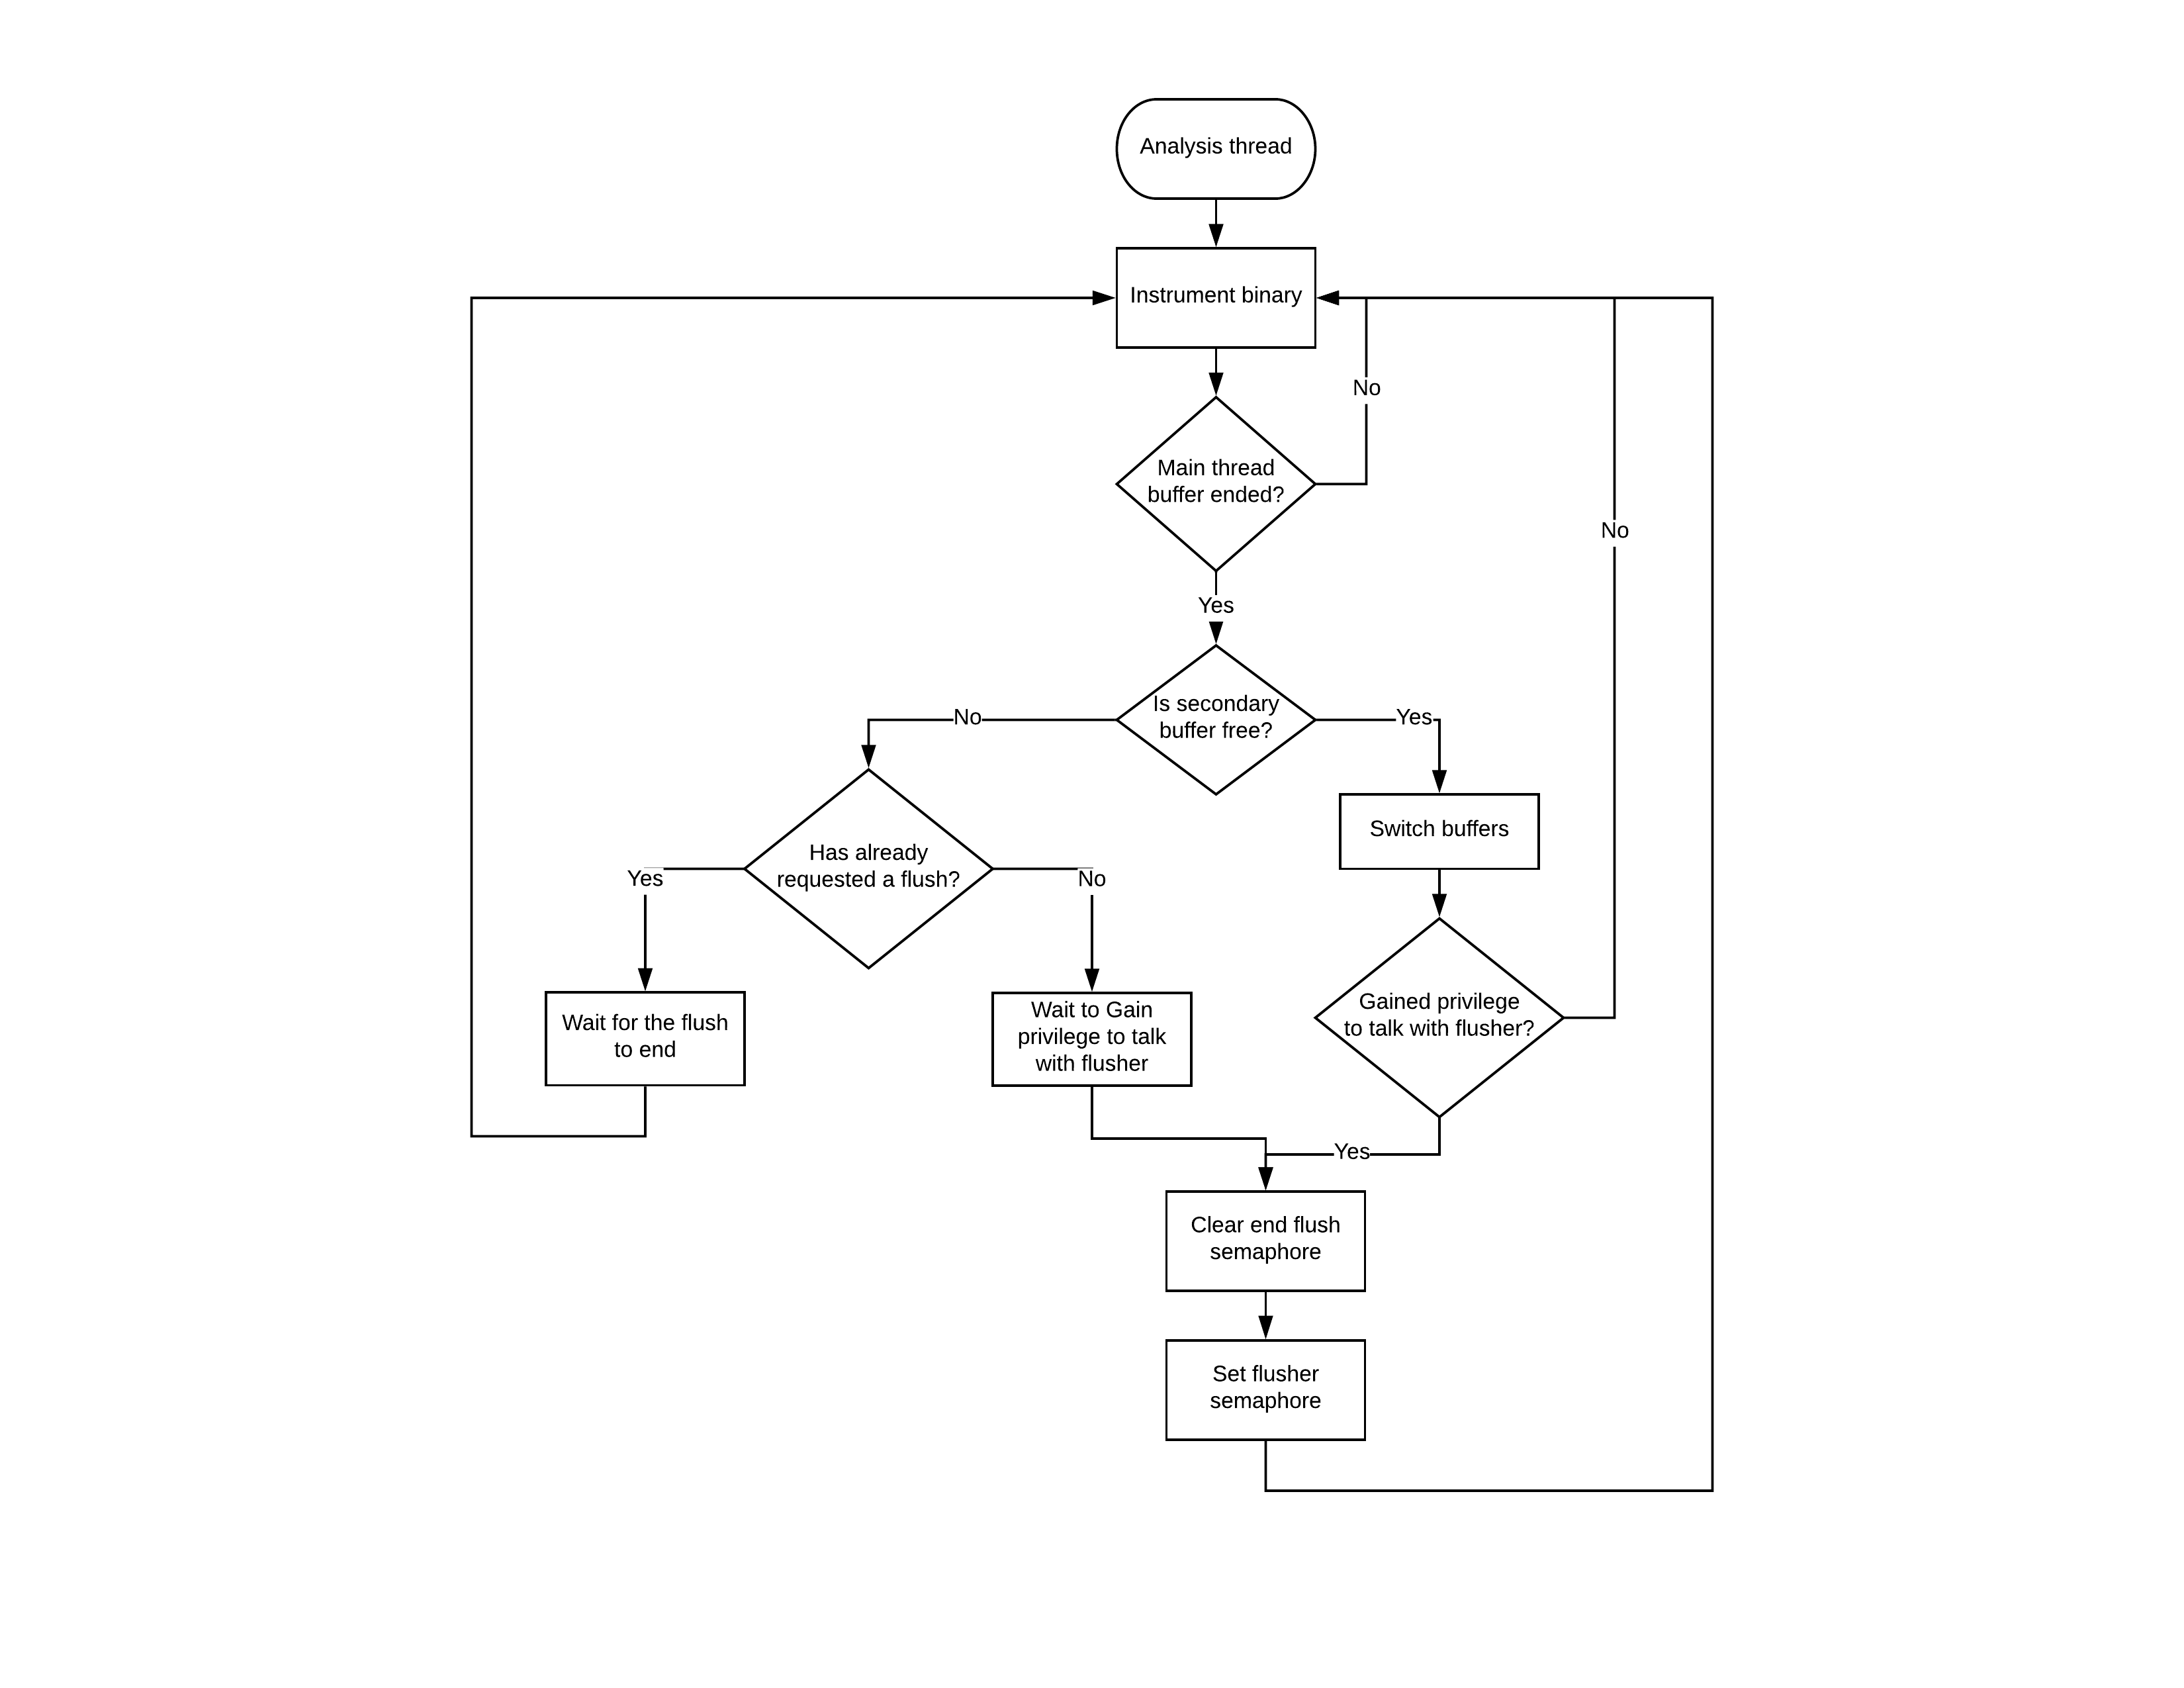 Analysis thread
Instrument binary
No
Main thread
buffer ended?
No
Yes
Is secondary
buffer free?
No
Yes
Switch buffers
Has already
requested a flush?
Yes
No
Gained privilege
to talk with flusher?
Wait for the flush
to end
Wait to Gain
privilege to talk
with flusher
Yes
Clear end flush
semaphore
Set flusher
semaphore